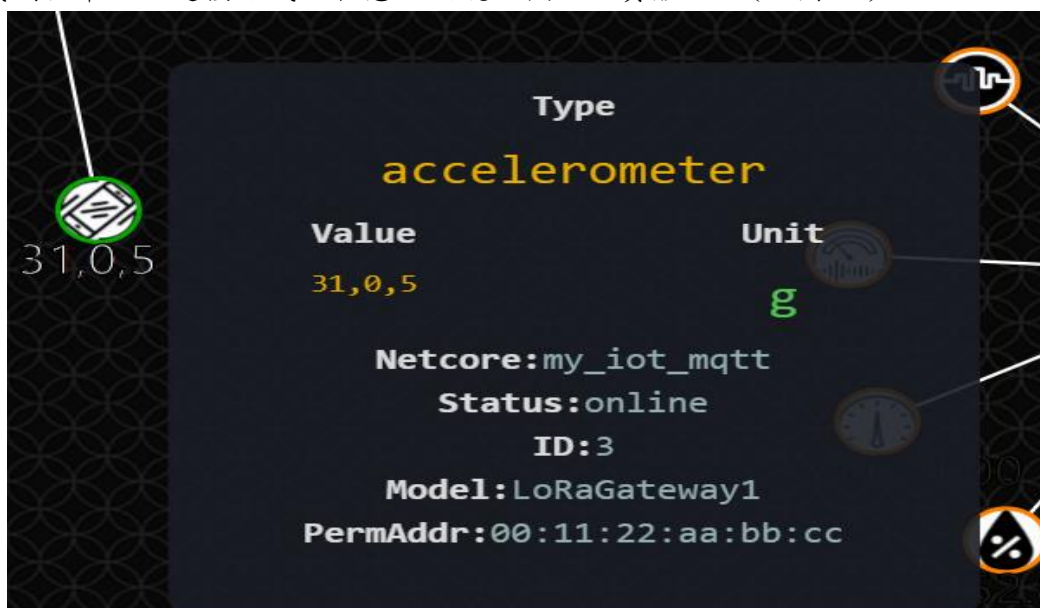 Type
accelerometer
Value Unit
31,0,5
31,0,5 g
Netcore:my_iot_mqtt
Status:online
ID:3
Model:LoRaGateway1
PermAddr:00:11:22:aa:bb:cc
%